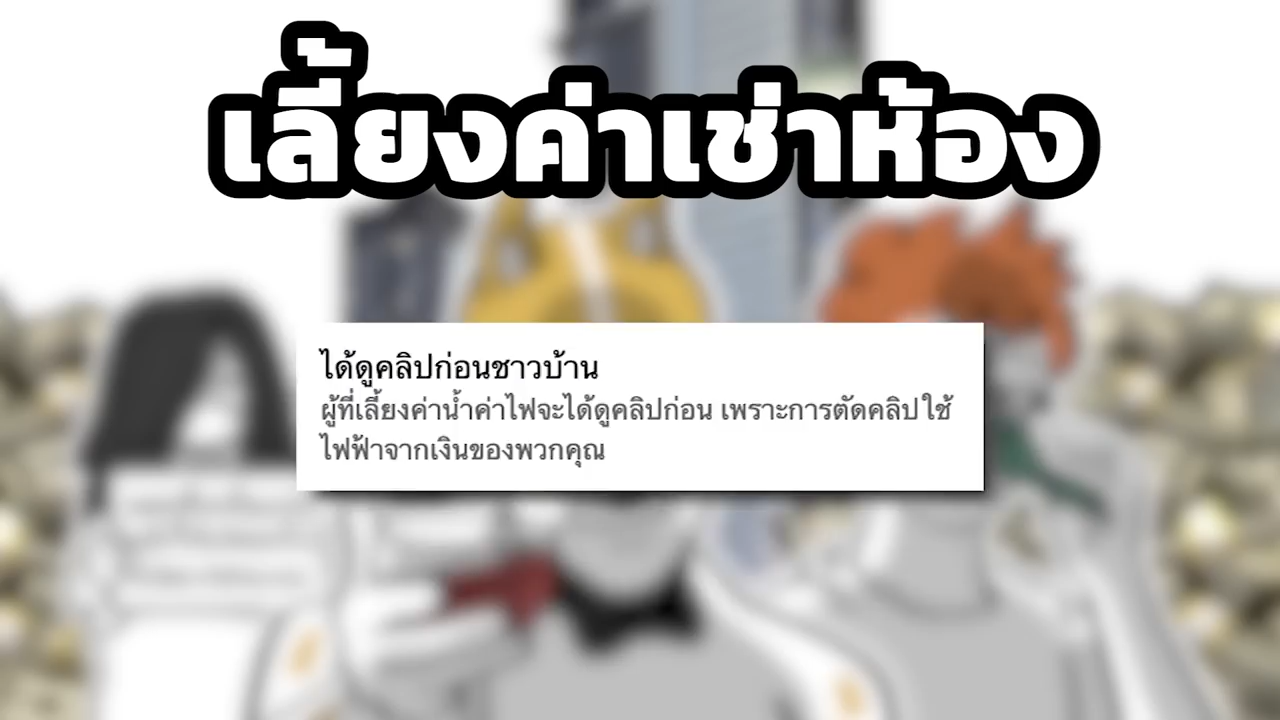 เลี้ยงค่าเช่าห้อง
ได้ดูคลิปก่อนชาวบ้าน
ผู้ที่เลี้ยงค่าน้ำค่าไฟจะได้ดูคลิปก่อน เพราะการตัดคลิปใช้
ไฟฟ้าจากเงินของพวกคุณ